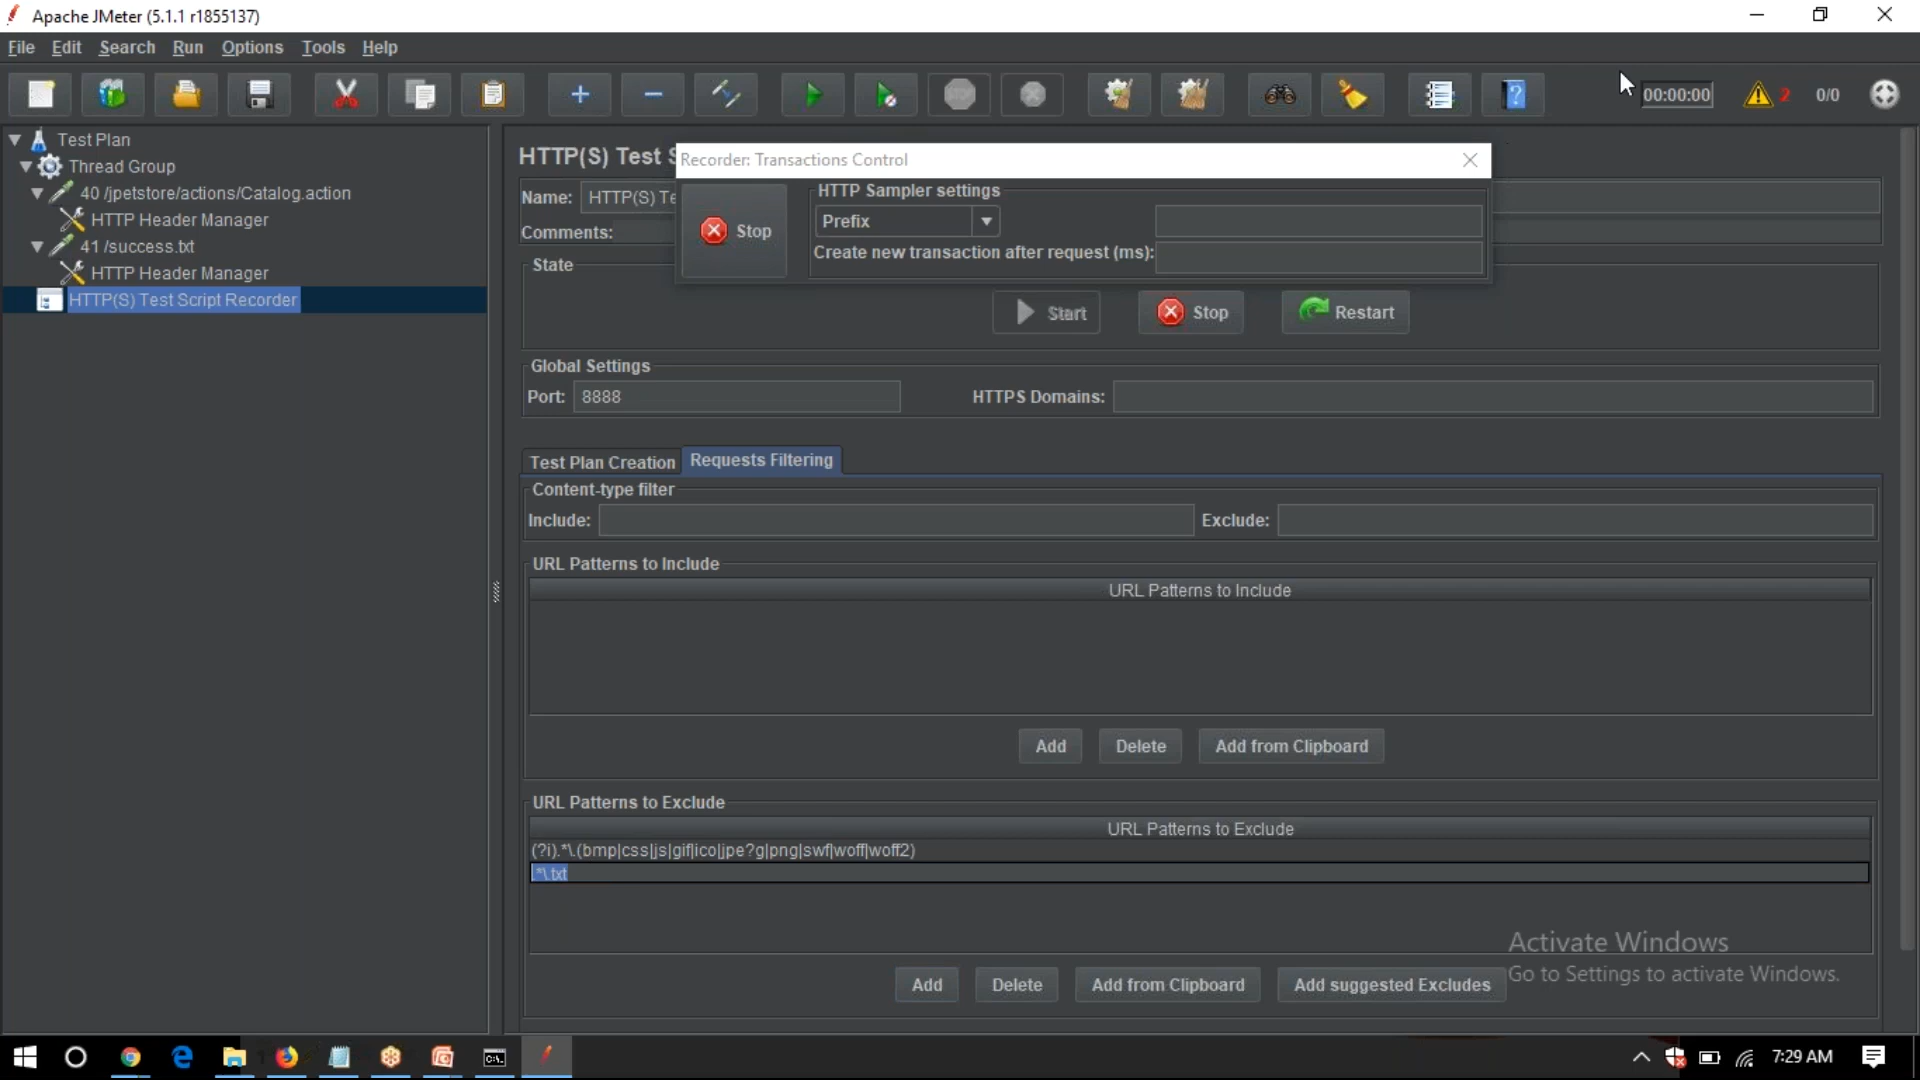 Apache JMeter (5.1.1 r1855137)
File Edit Search Run Options Tools Help
00:00:00 2 0/0
Test Plan
Thread Group
40 /jpetstore/actions/Catalog.action
HTTP Header Manager
41 /success.txt
HTTP Header Manager
HTTP(S) Test Script Recorder
HTTP(S) Test S
Name: HTTP(S) Te
Comments:
Recorder: Transactions Control
Stop
HTTP Sampler settings
Prefix
Create new transaction after request (ms):
State
Start Stop Restart
Global Settings
Port: 8888 HTTPS Domains:
Test Plan Creation Requests Filtering
Content-type filter
Include: Exclude:
URL Patterns to Include
URL Patterns to Include
Add Delete Add from Clipboard
URL Patterns to Exclude
URL Patterns to Exclude
(?i).*\.(bmp|css|js|gif|ico|jpe?g|png|swf|woff|woff2)
.*\.txt
Add Delete Add from Clipboard Add suggested Excludes
Activate Windows
Go to Settings to activate Windows.
7:29 AM